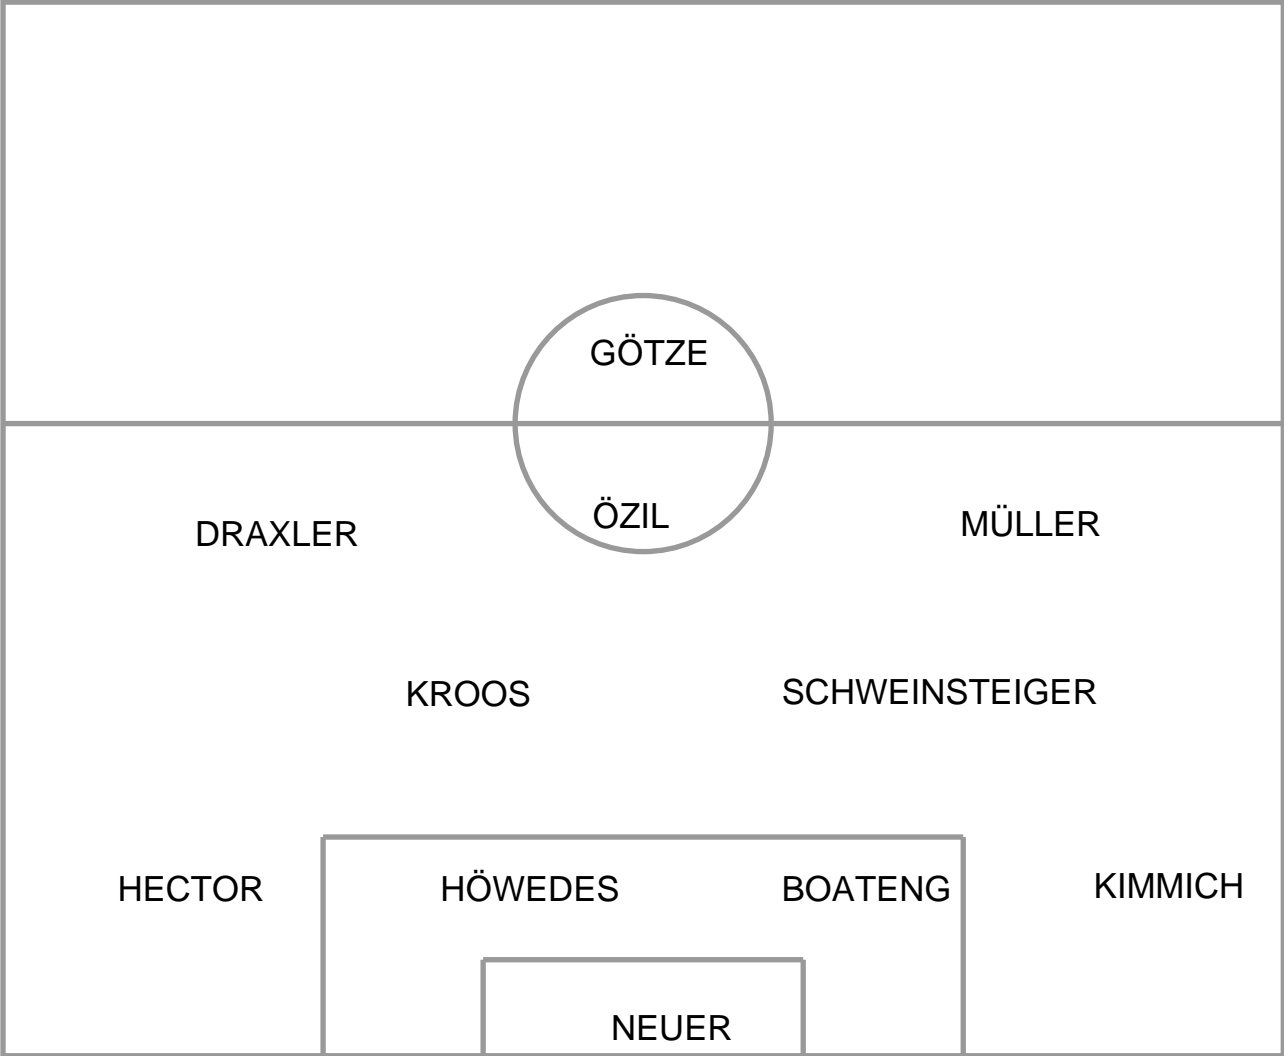 GÖTZE
DRAXLER
ÖZIL
MÜLLER
KROOS
SCHWEINSTEIGER
HECTOR
HÖWEDES
BOATENG
KIMMICH
NEUER